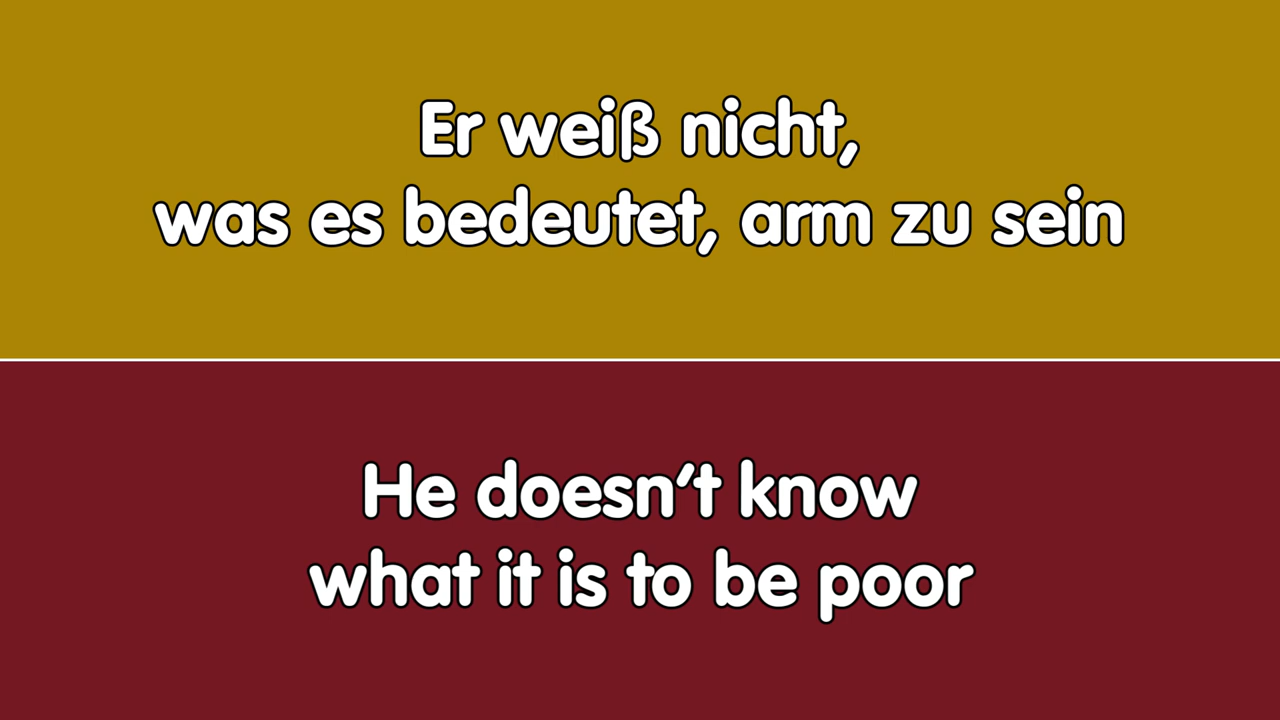 Er weiß nicht,
was es bedeutet, arm zu sein
He doesn't know
what it is to be poor